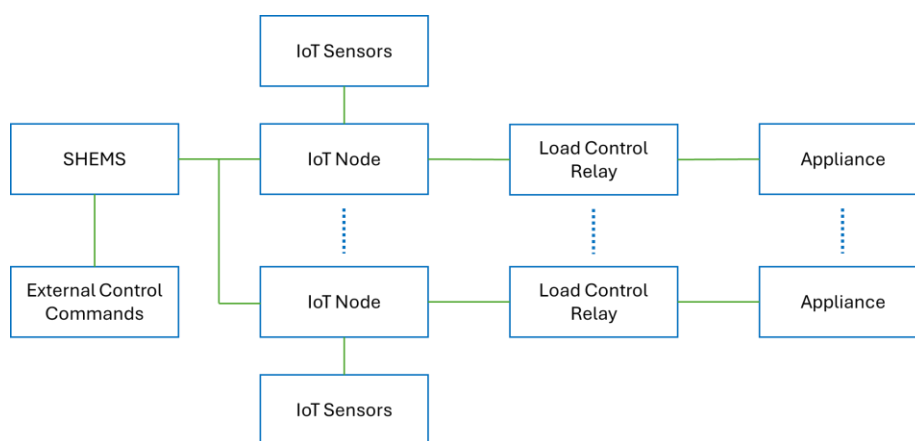 IoT Sensors
SHEMS
IoT Node
Load Control
Relay
Appliance
External Control
Commands
IoT Node
Load Control
Relay
Appliance
IoT Sensors